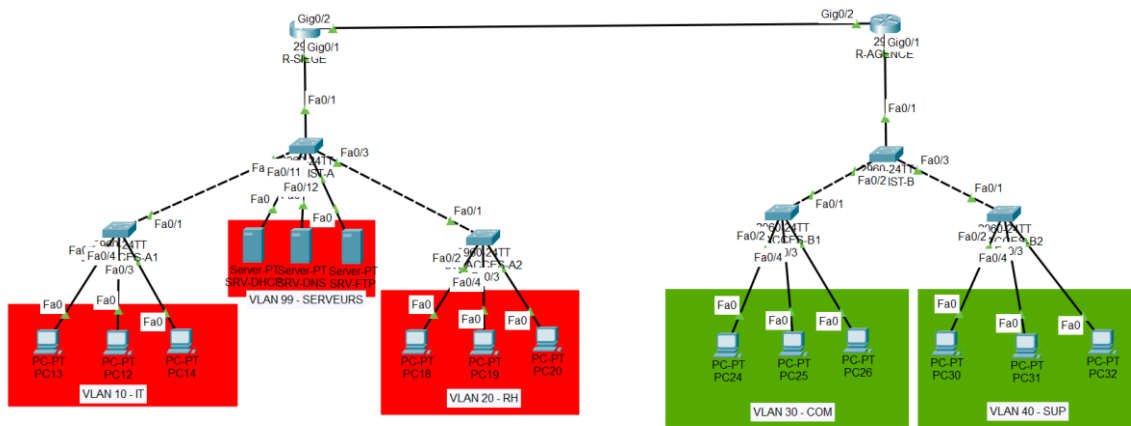 Gig0/2
Gig0/2
Gig0/1
R-SIEGE
Gig0/1
R-AGENCE
Fa0/1
Fa0/1
Fa0/3
Fa0/11
Fa0/12
Fa0/3
2960-24TT
Fa0/2
Fa0
Fa0
Fa0/1
Fa0/1
Fa0/1
Fa0/4
Fa0/3
Server-PT
Server-PT
Server-PT
SRV-DHCP
SRV-DNS
SRV-FTP
VLAN 99 - SERVEURS
Fa0/2
Fa0/4
Fa0/2
Fa0/4
Fa0/2
Fa0/4
Fa0
Fa0
Fa0
Fa0
Fa0
Fa0
Fa0
Fa0
Fa0
Fa0
Fa0
Fa0
PC-PT
PC13
PC-PT
PC12
PC-PT
PC14
VLAN 10 - IT
PC-PT
PC18
PC-PT
PC19
PC-PT
PC20
VLAN 20 - RH
PC-PT
PC24
PC-PT
PC25
PC-PT
PC26
VLAN 30 - COM
PC-PT
PC30
PC-PT
PC31
PC-PT
PC32
VLAN 40 - SUP